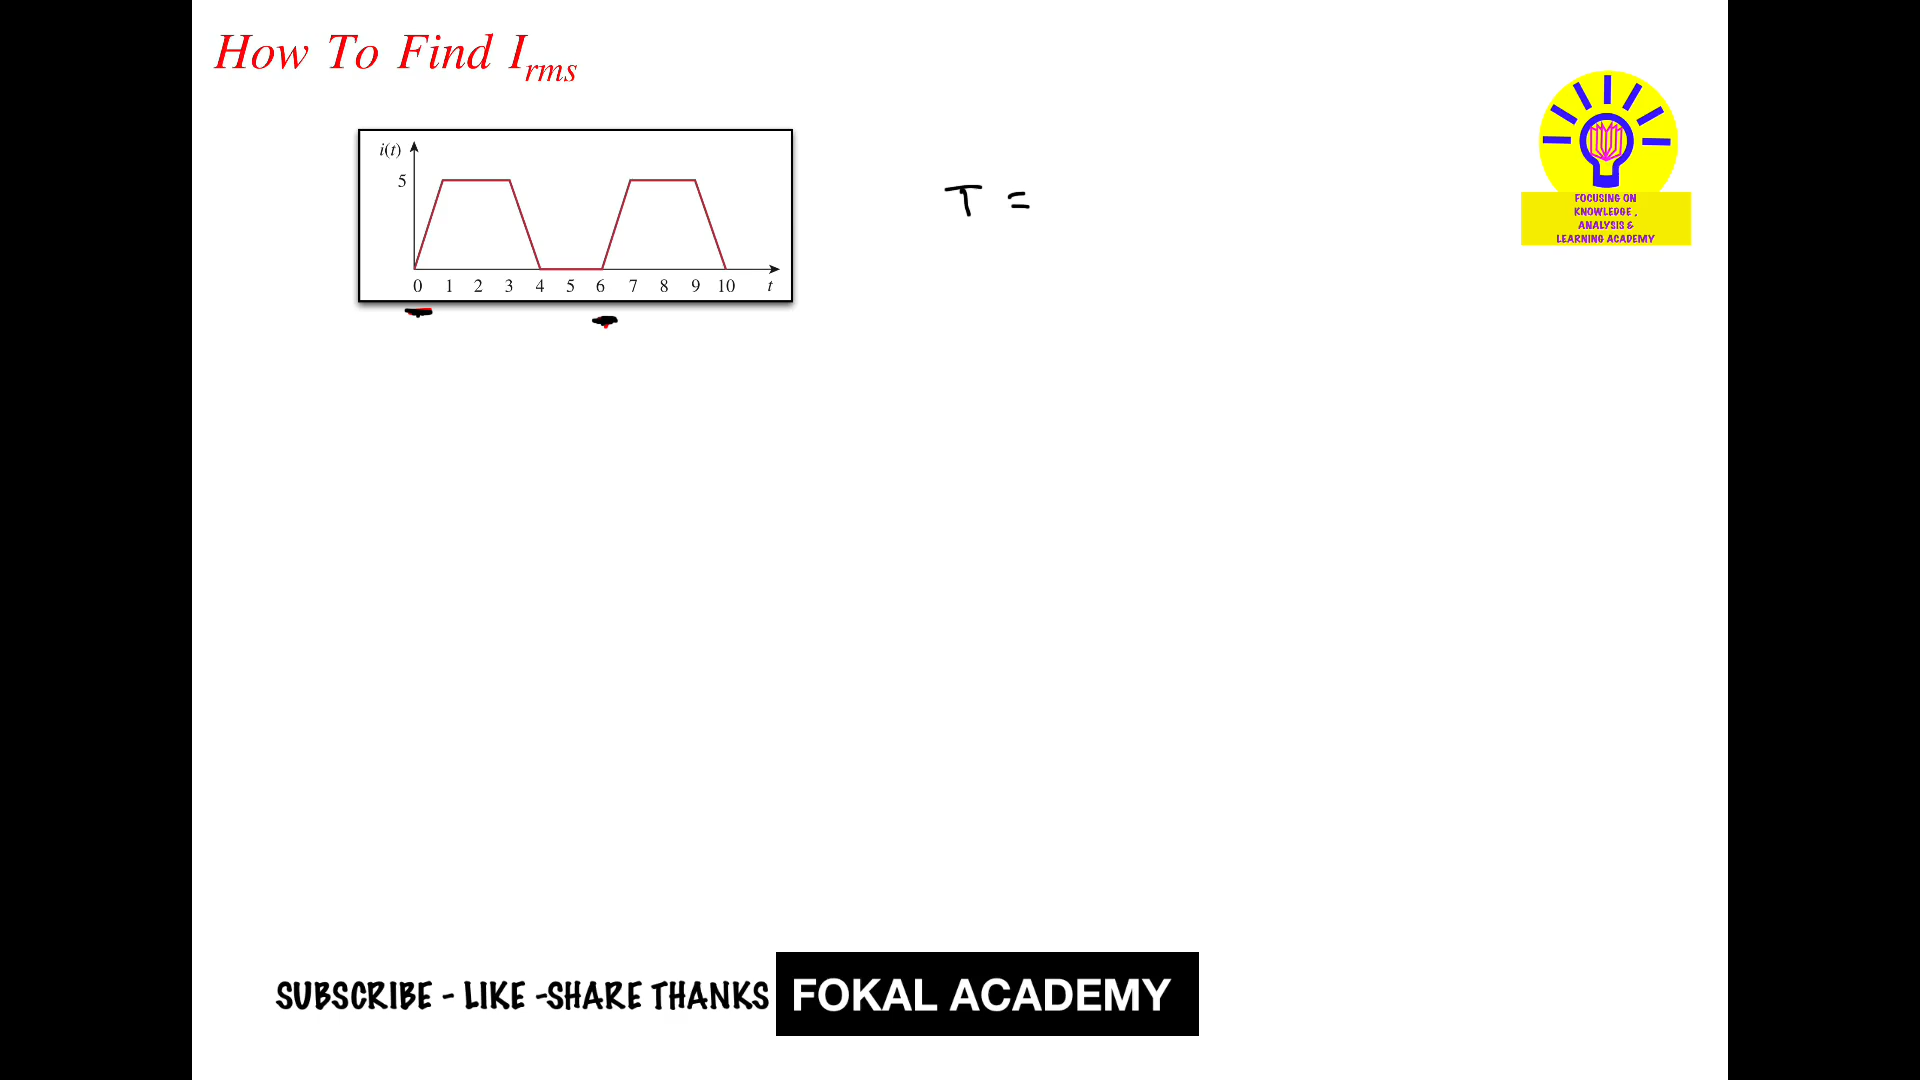 How To Find Irms
i(t)
5
0 1 2 3 4 5 6 7 8 9 10 t
T =
FOCUSING ON
KNOWLEDGE ,
ANALYSIS &
LEARNING ACADEMY
SUBSCRIBE - LIKE -SHARE THANKS FOKAL ACADEMY